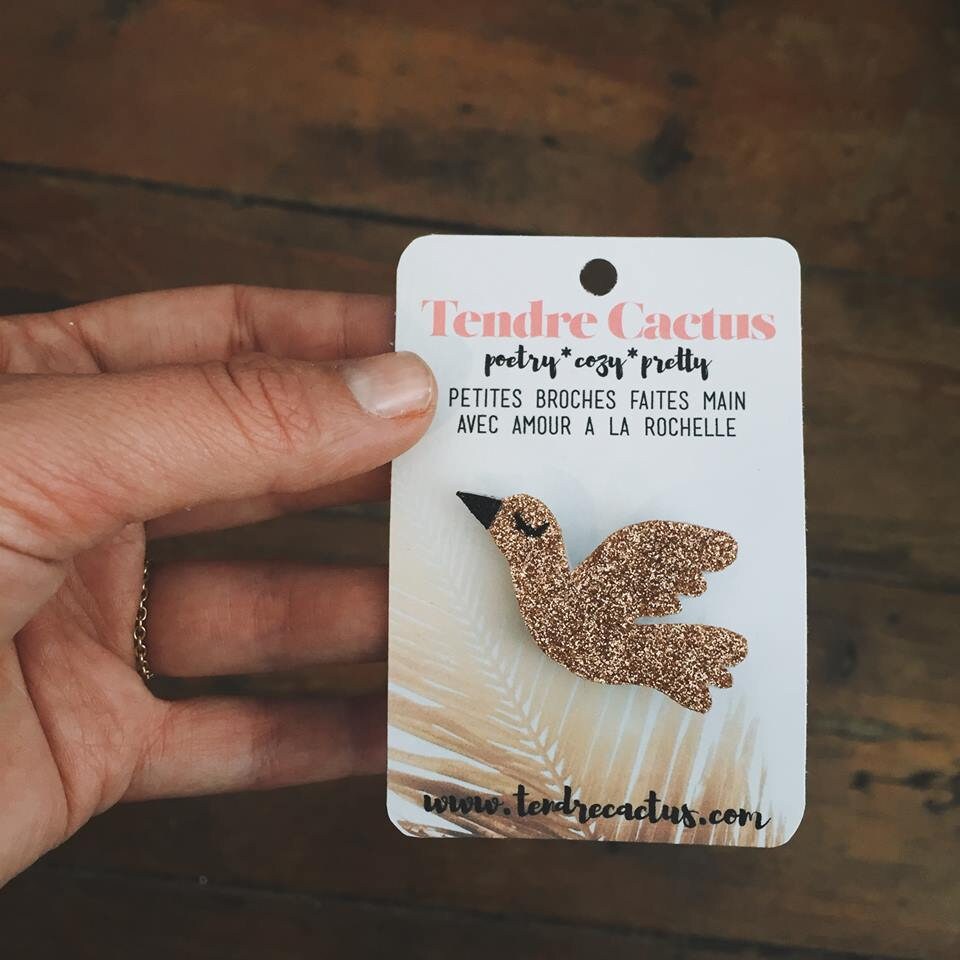 Tendre Cactus
poetry*cozy*pretty
PETITES BROCHES FAITES MAIN
AVEC AMOUR A LA ROCHELLE
www.tendrecactus.com